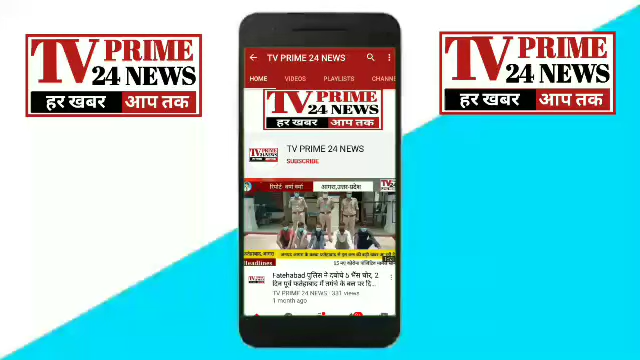 TV PRIME
24 NEWS
हर खबर आप तक
TV PRIME
24 NEWS
हर खबर आप तक
TV PRIME 24 NEWS
HOME VIDEOS PLAYLISTS CHANN
TV PRIME
24 NEWS
हर खबर आप तक
TV PRIME 24 NEWS
SUBSCRIBE
रिपोर्ट- वर्मा आगरा,उत्तर-प्रदेश
Headlines
Fatehabad पुलिस ने दबोचे 5 भैंस चोर, 2
दिन पूर्व फतेहाबाद में तमंचे के बल पर दि...
TV PRIME 24 NEWS · 331 views
1 month ago